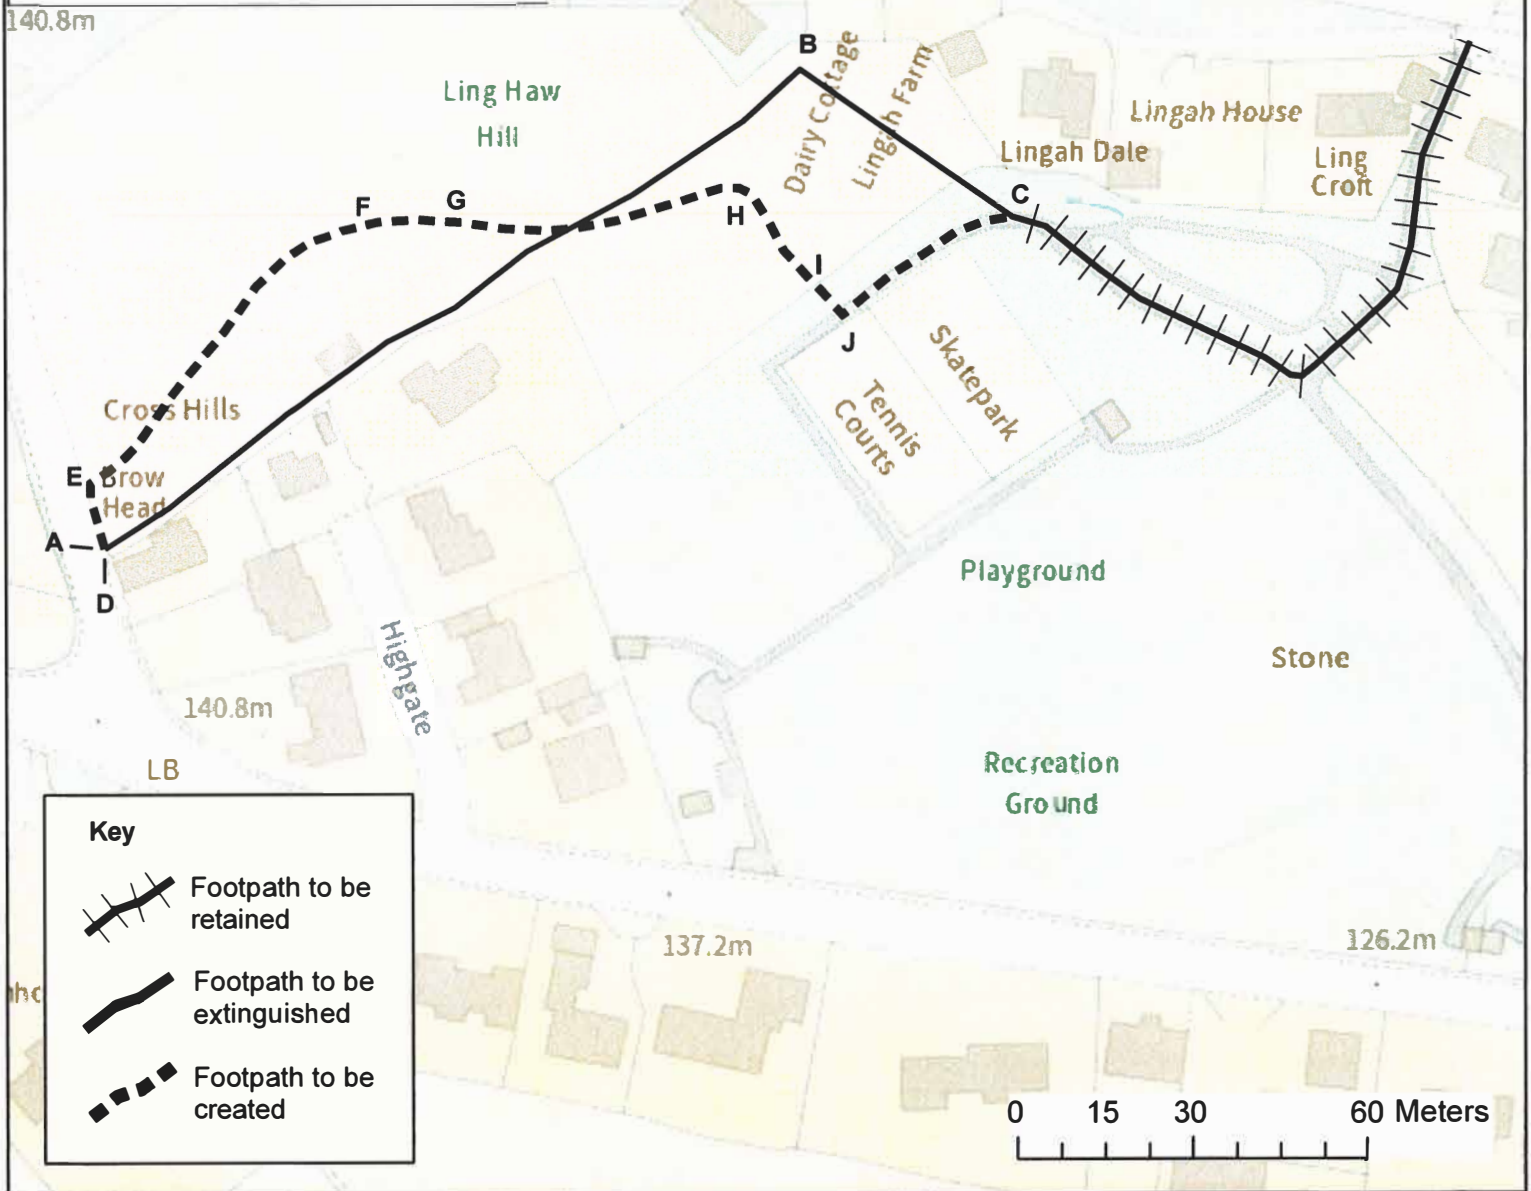 140.8m
B
Ling Haw
Hill
Dairy Cottage
Lingah Farm
Lingah House
Lingah Dale
Ling
Croft
C
F
G
H
I
J
Skatepark
Tennis
Courts
Cross Hills
E
Brow
Head
A
D
Playground
Highgate
Stone
140.8m
LB
Recreation
Ground
Key
Footpath to be
retained
Footpath to be
extinguished
Footpath to be
created
137.2m
126.2m
0 15 30 60 Meters